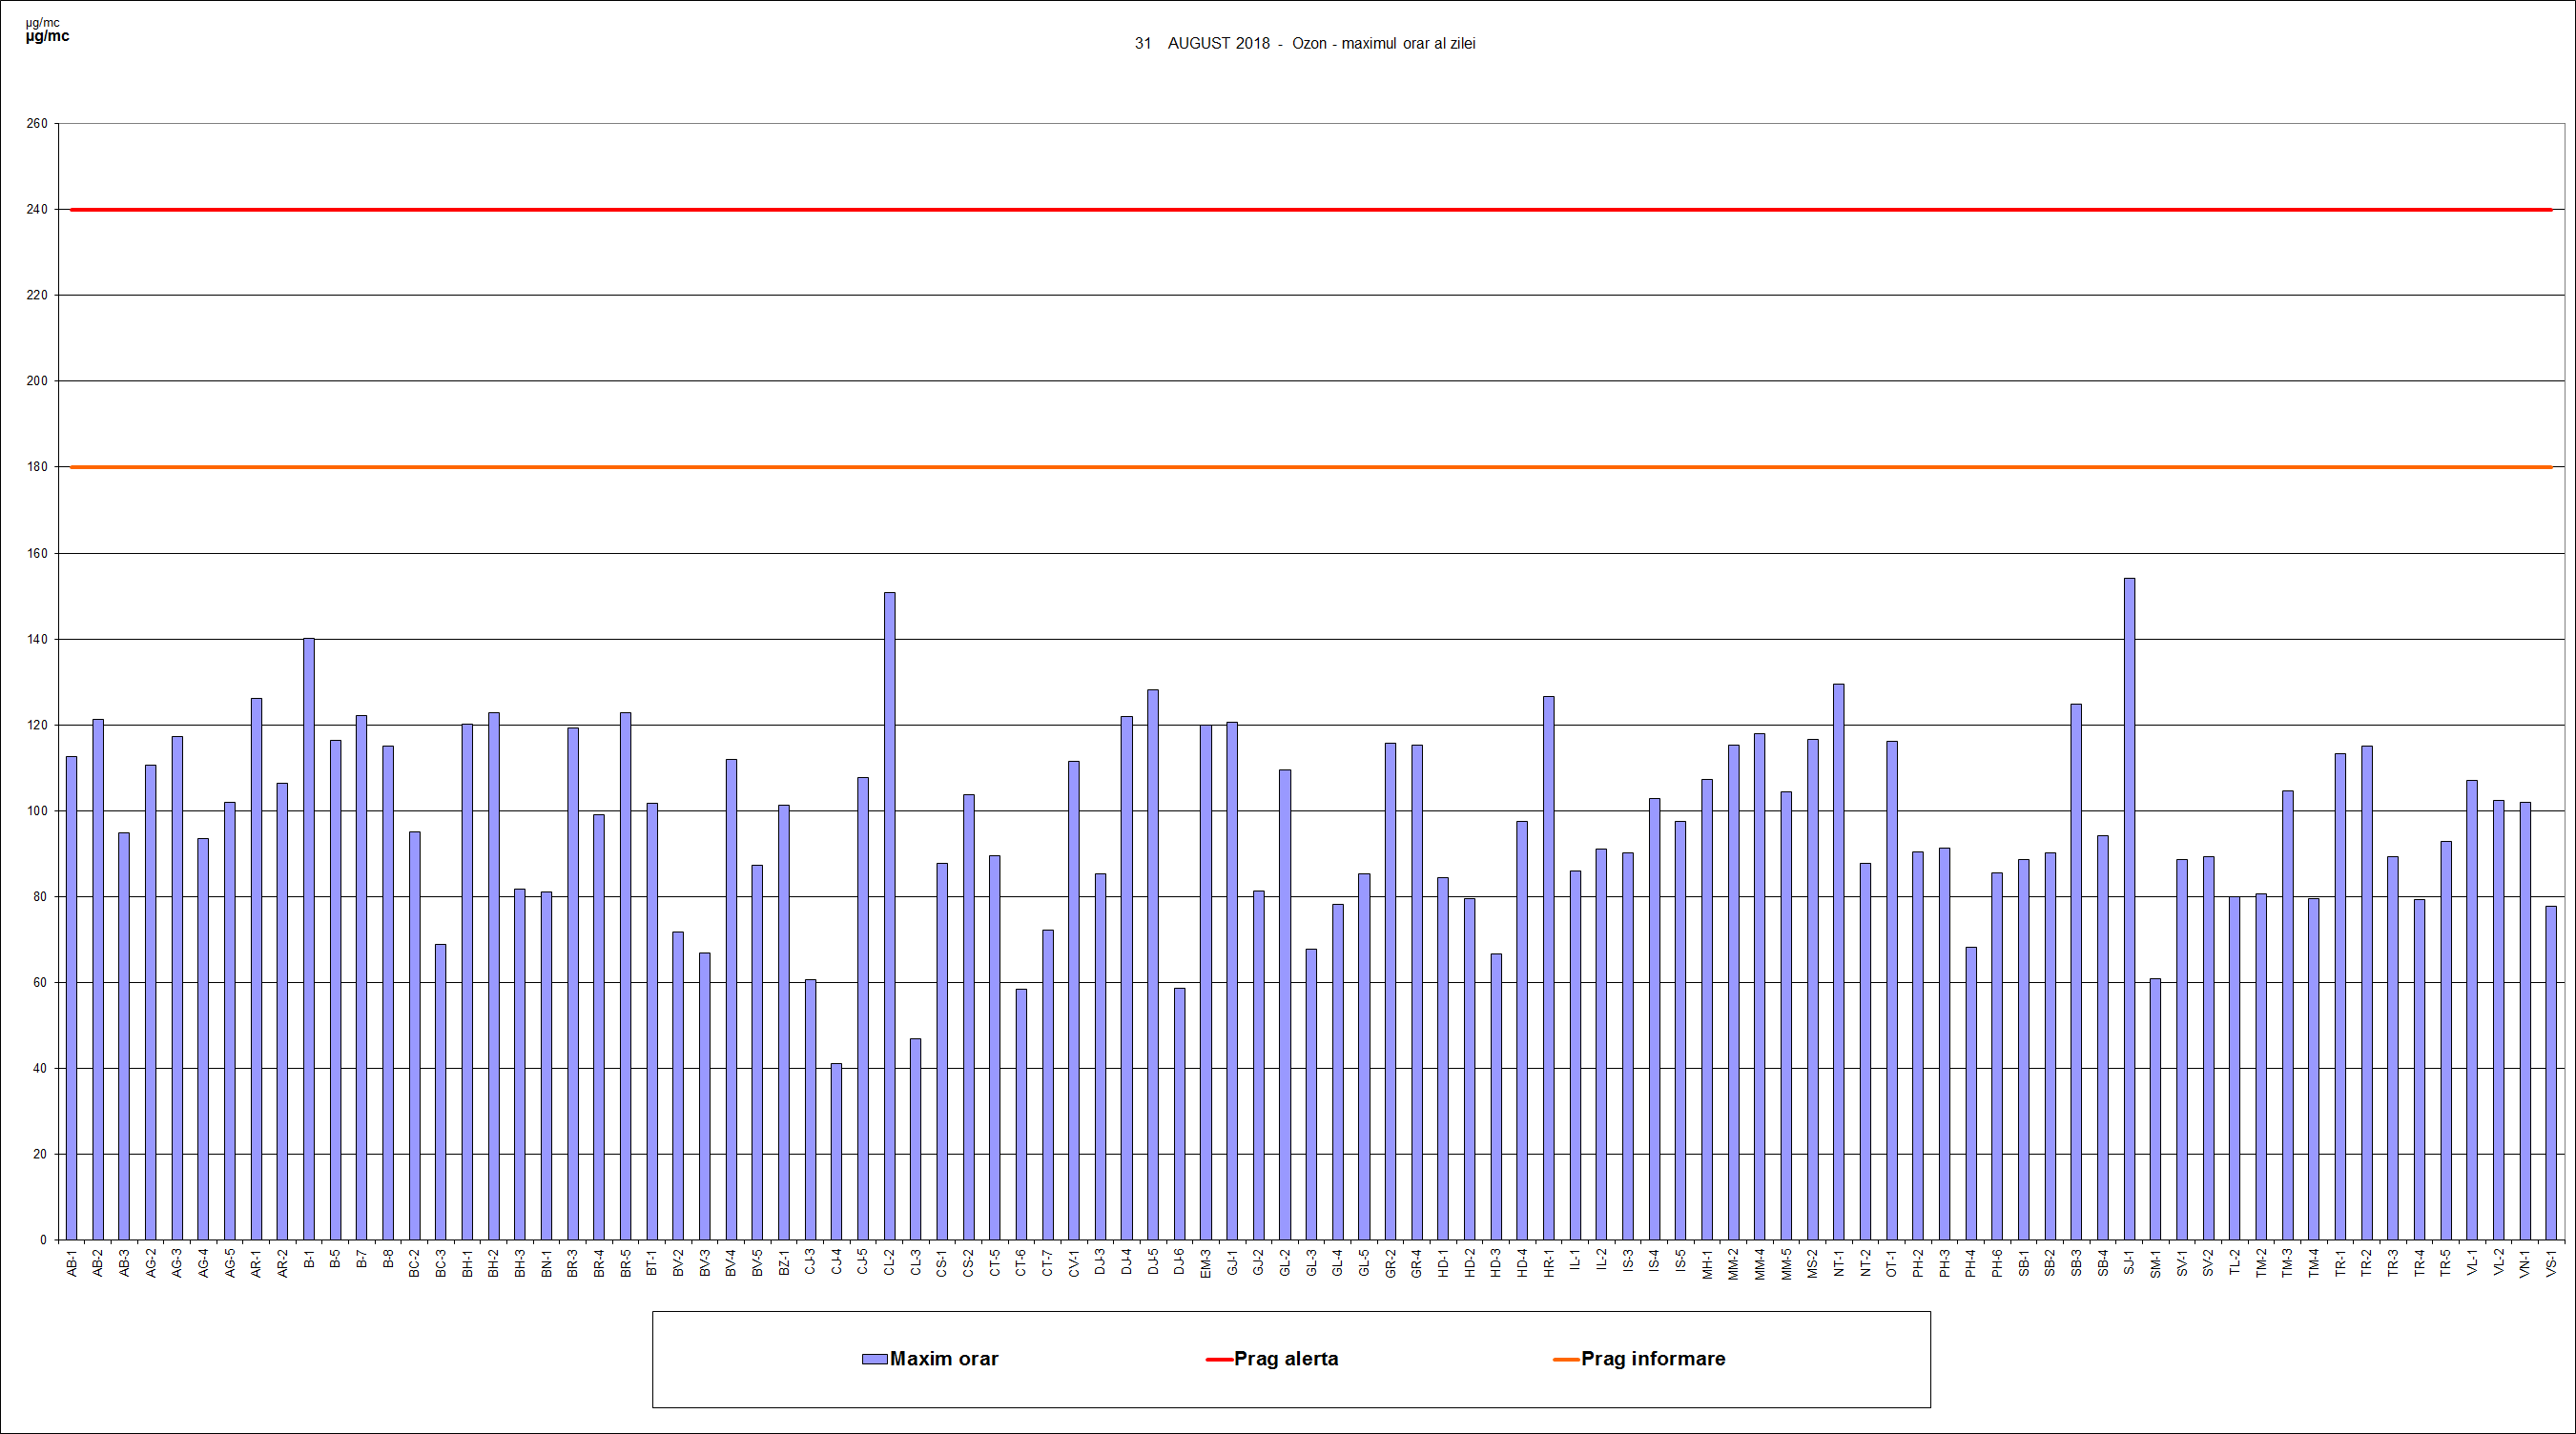 µg/mc
µg/mc
31 AUGUST 2018 - Ozon - maximul orar al zilei
260
240
220
200
180
160
140
120
100
80
60
40
20
0
AB-1 AB-2 AB-3 AG-2 AG-3 AG-4 AG-5 AR-1 AR-2 B-1 B-5 B-7 B-8 BC-2 BC-3 BH-1 BH-2 BH-3 BN-1 BR-3 BR-4 BR-5 BT-1 BV-2 BV-3 BV-4 BV-5 BZ-1 CJ-3 CJ-4 CJ-5 CL-2 CL-3 CS-1 CS-2 CT-5 CT-6 CT-7 CV-1 DJ-3 DJ-4 DJ-5 DJ-6 EM-3 GJ-1 GJ-2 GL-2 GL-3 GL-4 GL-5 GR-2 GR-4 HD-1 HD-2 HD-3 HD-4 HR-1 IL-1 IL-2 IS-3 IS-4 IS-5 MH-1 MM-2 MM-4 MM-5 MS-2 NT-1 NT-2 OT-1 PH-2 PH-3 PH-4 PH-6 SB-1 SB-2 SB-3 SB-4 SJ-1 SM-1 SV-1 SV-2 TL-2 TM-2 TM-3 TM-4 TR-1 TR-2 TR-3 TR-4 TR-5 VL-1 VL-2 VN-1 VS-1
Maxim orar Prag alerta Prag informare